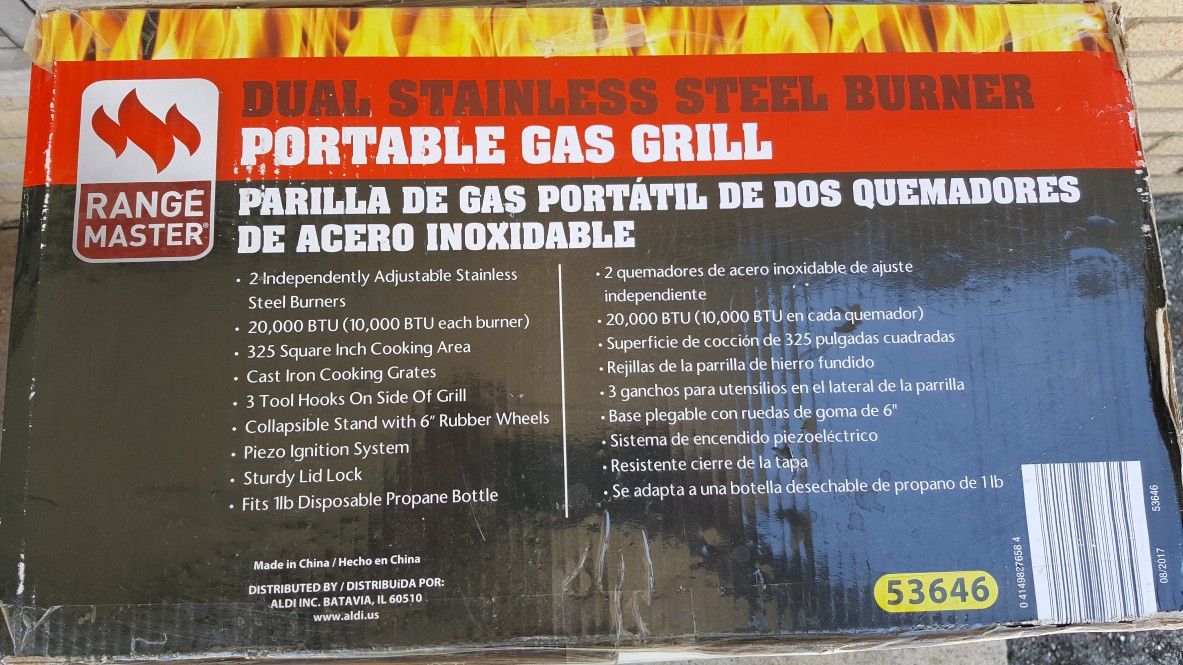 DUAL STAINLESS STEEL BURNER
PORTABLE GAS GRILL
RANGE
MASTER®
PARILLA DE GAS PORTÁTIL DE DOS QUEMADORES
DE ACERO INOXIDABLE
• 2 Independently Adjustable Stainless
Steel Burners
• 20,000 BTU (10,000 BTU each burner)
• 325 Square Inch Cooking Area
• Cast Iron Cooking Grates
• 3 Tool Hooks On Side Of Grill
• Collapsible Stand with 6" Rubber Wheels
• Piezo Ignition System
• Sturdy Lid Lock
• Fits 1lb Disposable Propane Bottle
• 2 quemadores de acero inoxidable de ajuste
independiente
• 20,000 BTU (10,000 BTU en cada quemador)
• Superficie de cocción de 325 pulgadas cuadradas
• Rejillas de la parrilla de hierro fundido
• 3 ganchos para utensilios en el lateral de la parrilla
• Base plegable con ruedas de goma de 6"
• Sistema de encendido piezoeléctrico
• Resistente cierre de la tapa
• Se adapta a una botella desechable de propano de 1 lb
Made in China / Hecho en China
DISTRIBUTED BY / DISTRIBUíDA POR:
ALDI INC. BATAVIA, IL 60510
www.aldi.us
53646
0 4149827658 4
53646
08/2017